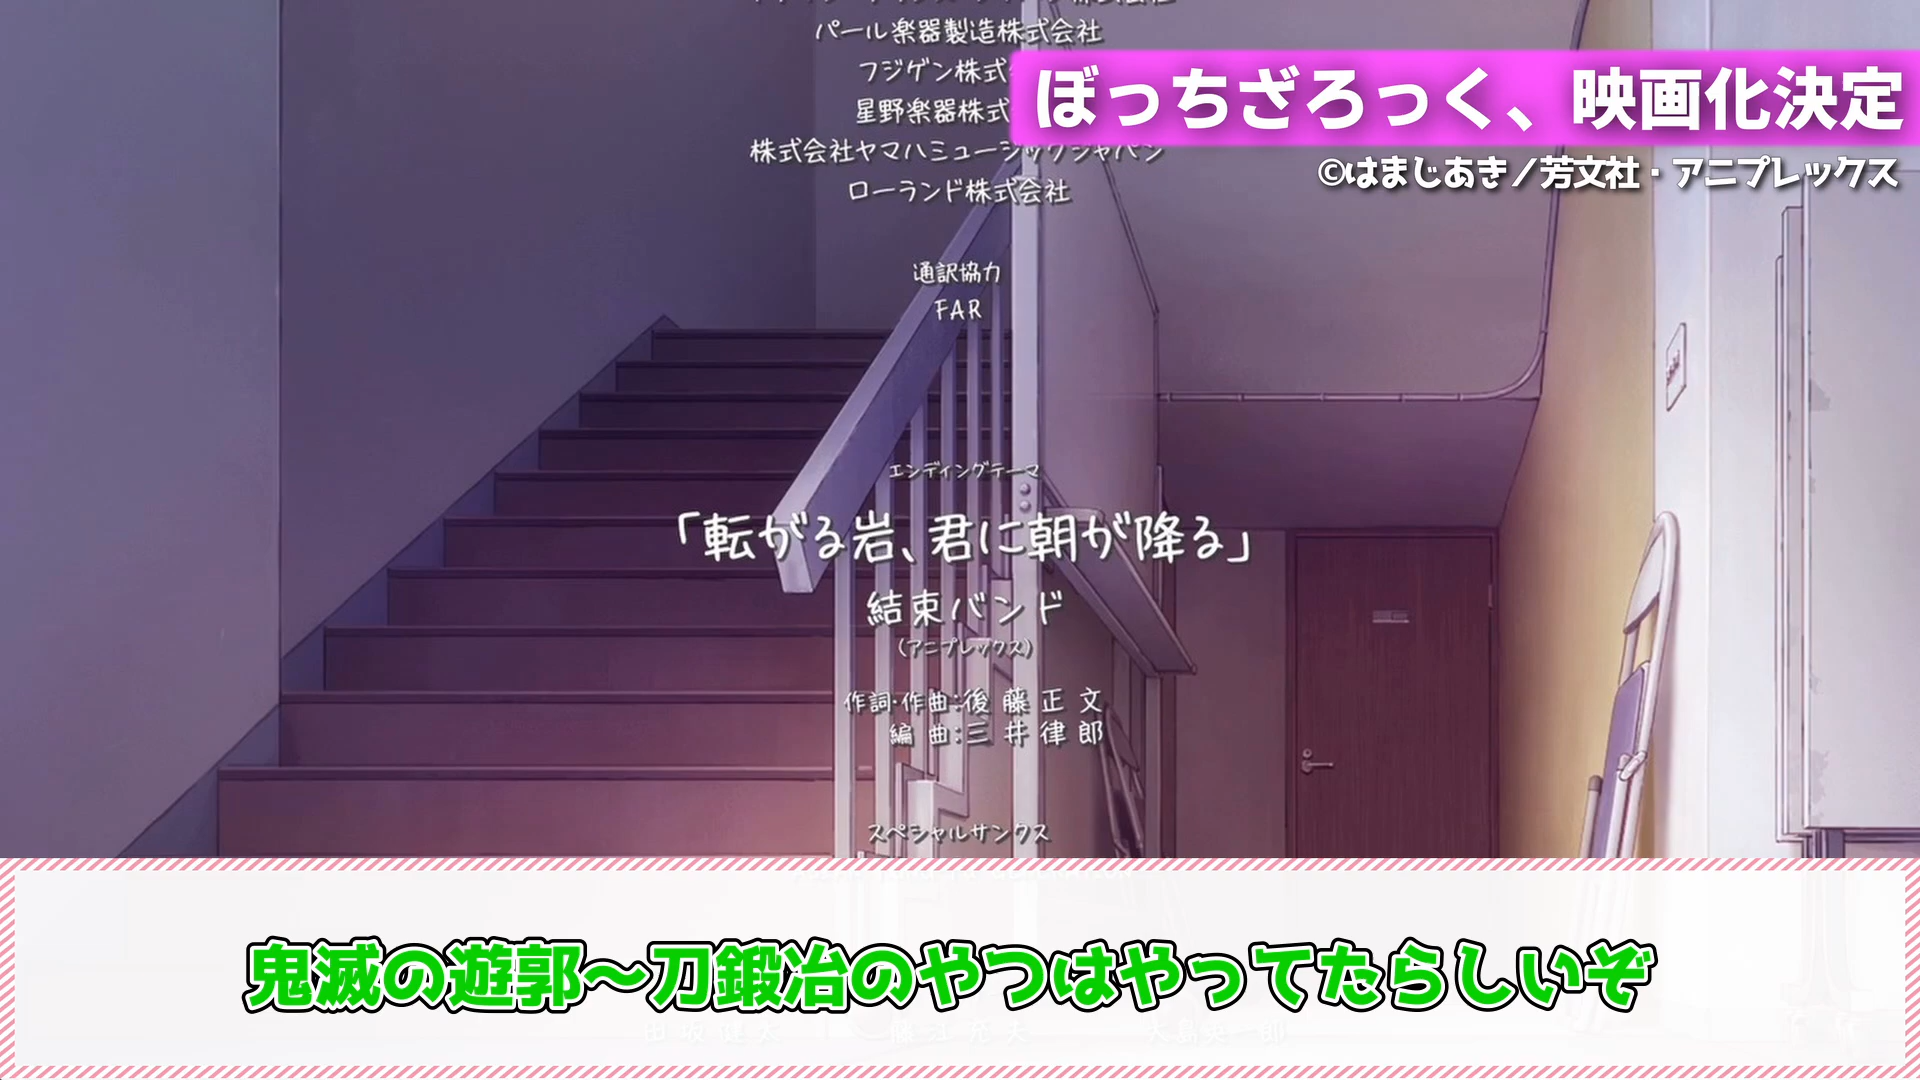 パール楽器製造株式会社
フジゲン株式
星野楽器株式
株式会社ヤマハミュージックジャパン
ローランド株式会社
ぼっちざろっく、映画化決定
©はまじあき／芳文社・アニプレックス
通訳協力
FAR
エンディングテーマ
「転がる岩、君に朝が降る」
結束バンド
(アニプレックス)
作詞・作曲:後藤正文
編曲:三井律郎
スペシャルサンクス
鬼滅の遊郭～刀鍛冶のやつはやってたらしいぞ